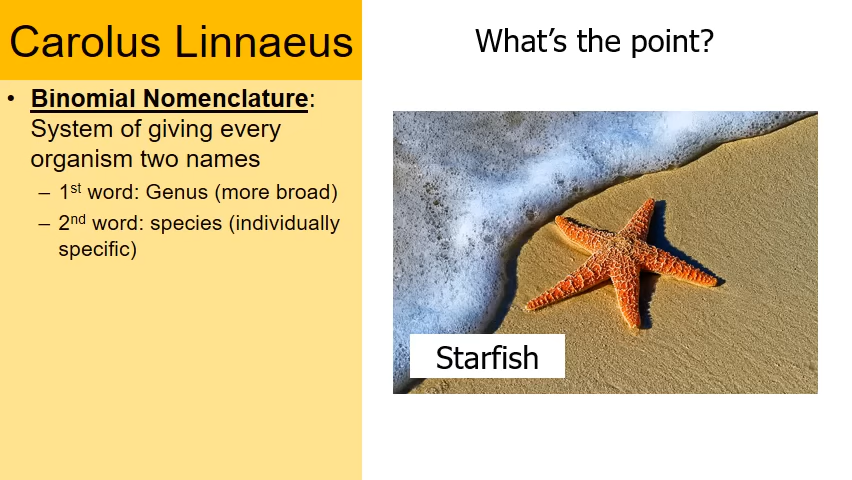 Carolus Linnaeus
• Binomial Nomenclature:
System of giving every
organism two names
– 1st word: Genus (more broad)
– 2nd word: species (individually
specific)
What’s the point?
Starfish